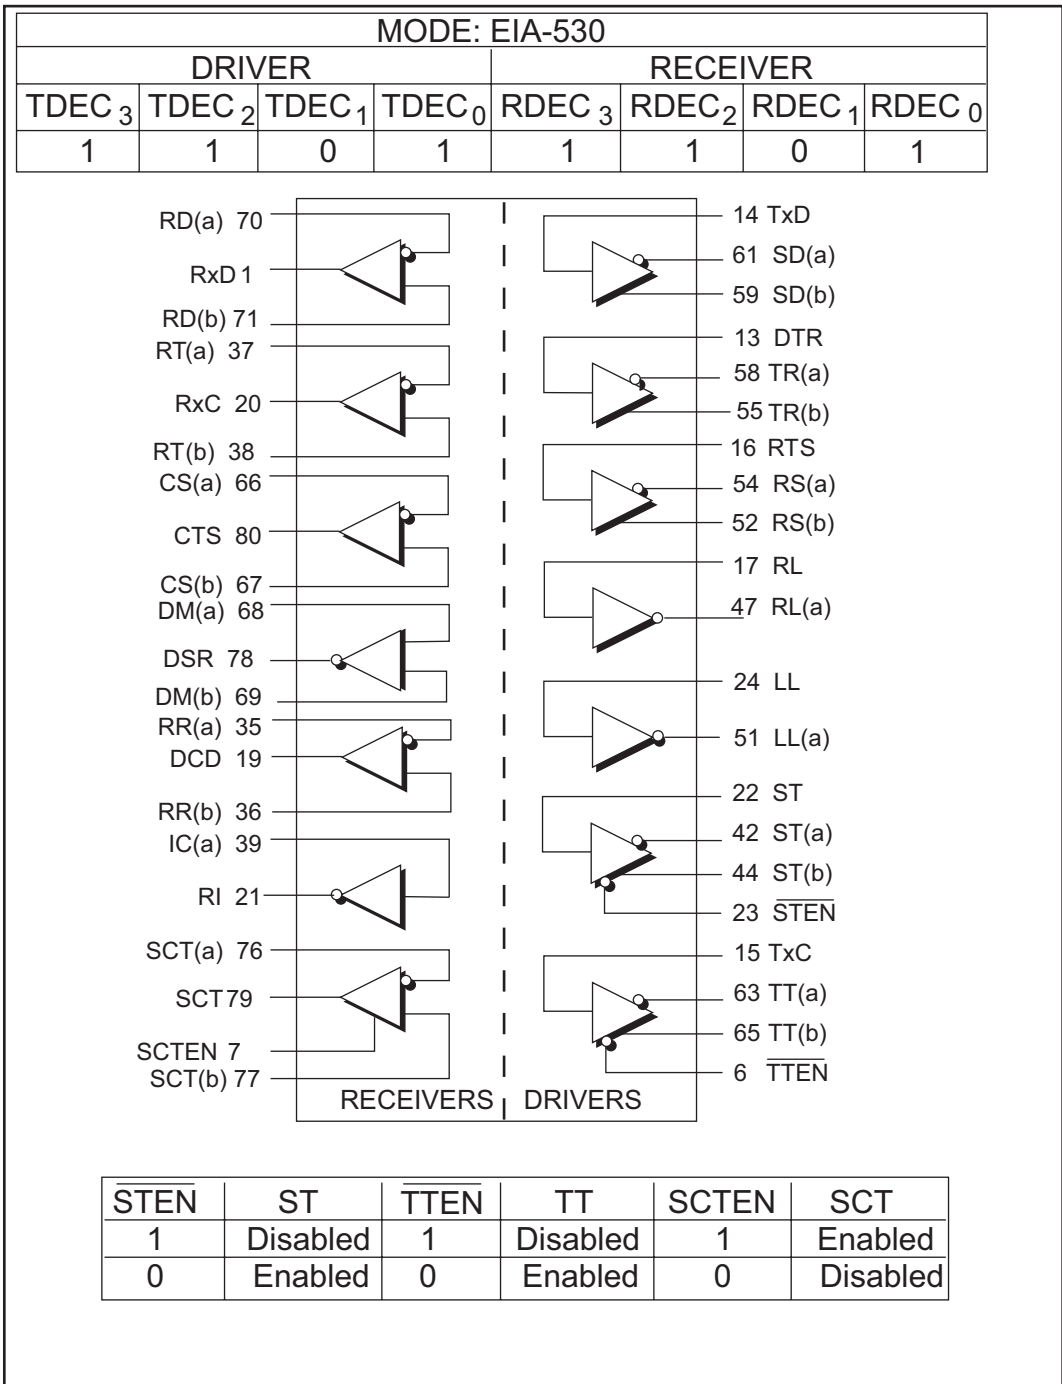 MODE: EIA-530
DRIVER RECEIVER
TDEC3 TDEC2 TDEC1 TDEC0 RDEC3 RDEC2 RDEC1 RDEC0
1 1 0 1 1 1 0 1
RD(a) 70
RxD 1
RD(b) 71
RT(a) 37
RxC 20
RT(b) 38
CS(a) 66
CTS 80
CS(b) 67
DM(a) 68
DSR 78
DM(b) 69
RR(a) 35
DCD 19
RR(b) 36
IC(a) 39
RI 21
SCT(a) 76
SCT79
SCTEN 7
SCT(b) 77
14 TxD
61 SD(a)
59 SD(b)
13 DTR
58 TR(a)
55 TR(b)
16 RTS
54 RS(a)
52 RS(b)
17 RL
47 RL(a)
24 LL
51 LL(a)
22 ST
42 ST(a)
44 ST(b)
23 S̅T̅E̅N̅
15 TxC
63 TT(a)
65 TT(b)
6 T̅T̅E̅N̅
RECEIVERS DRIVERS
S̅T̅E̅N̅ ST T̅T̅E̅N̅ TT SCTEN SCT
1 Disabled 1 Disabled 1 Enabled
0 Enabled 0 Enabled 0 Disabled